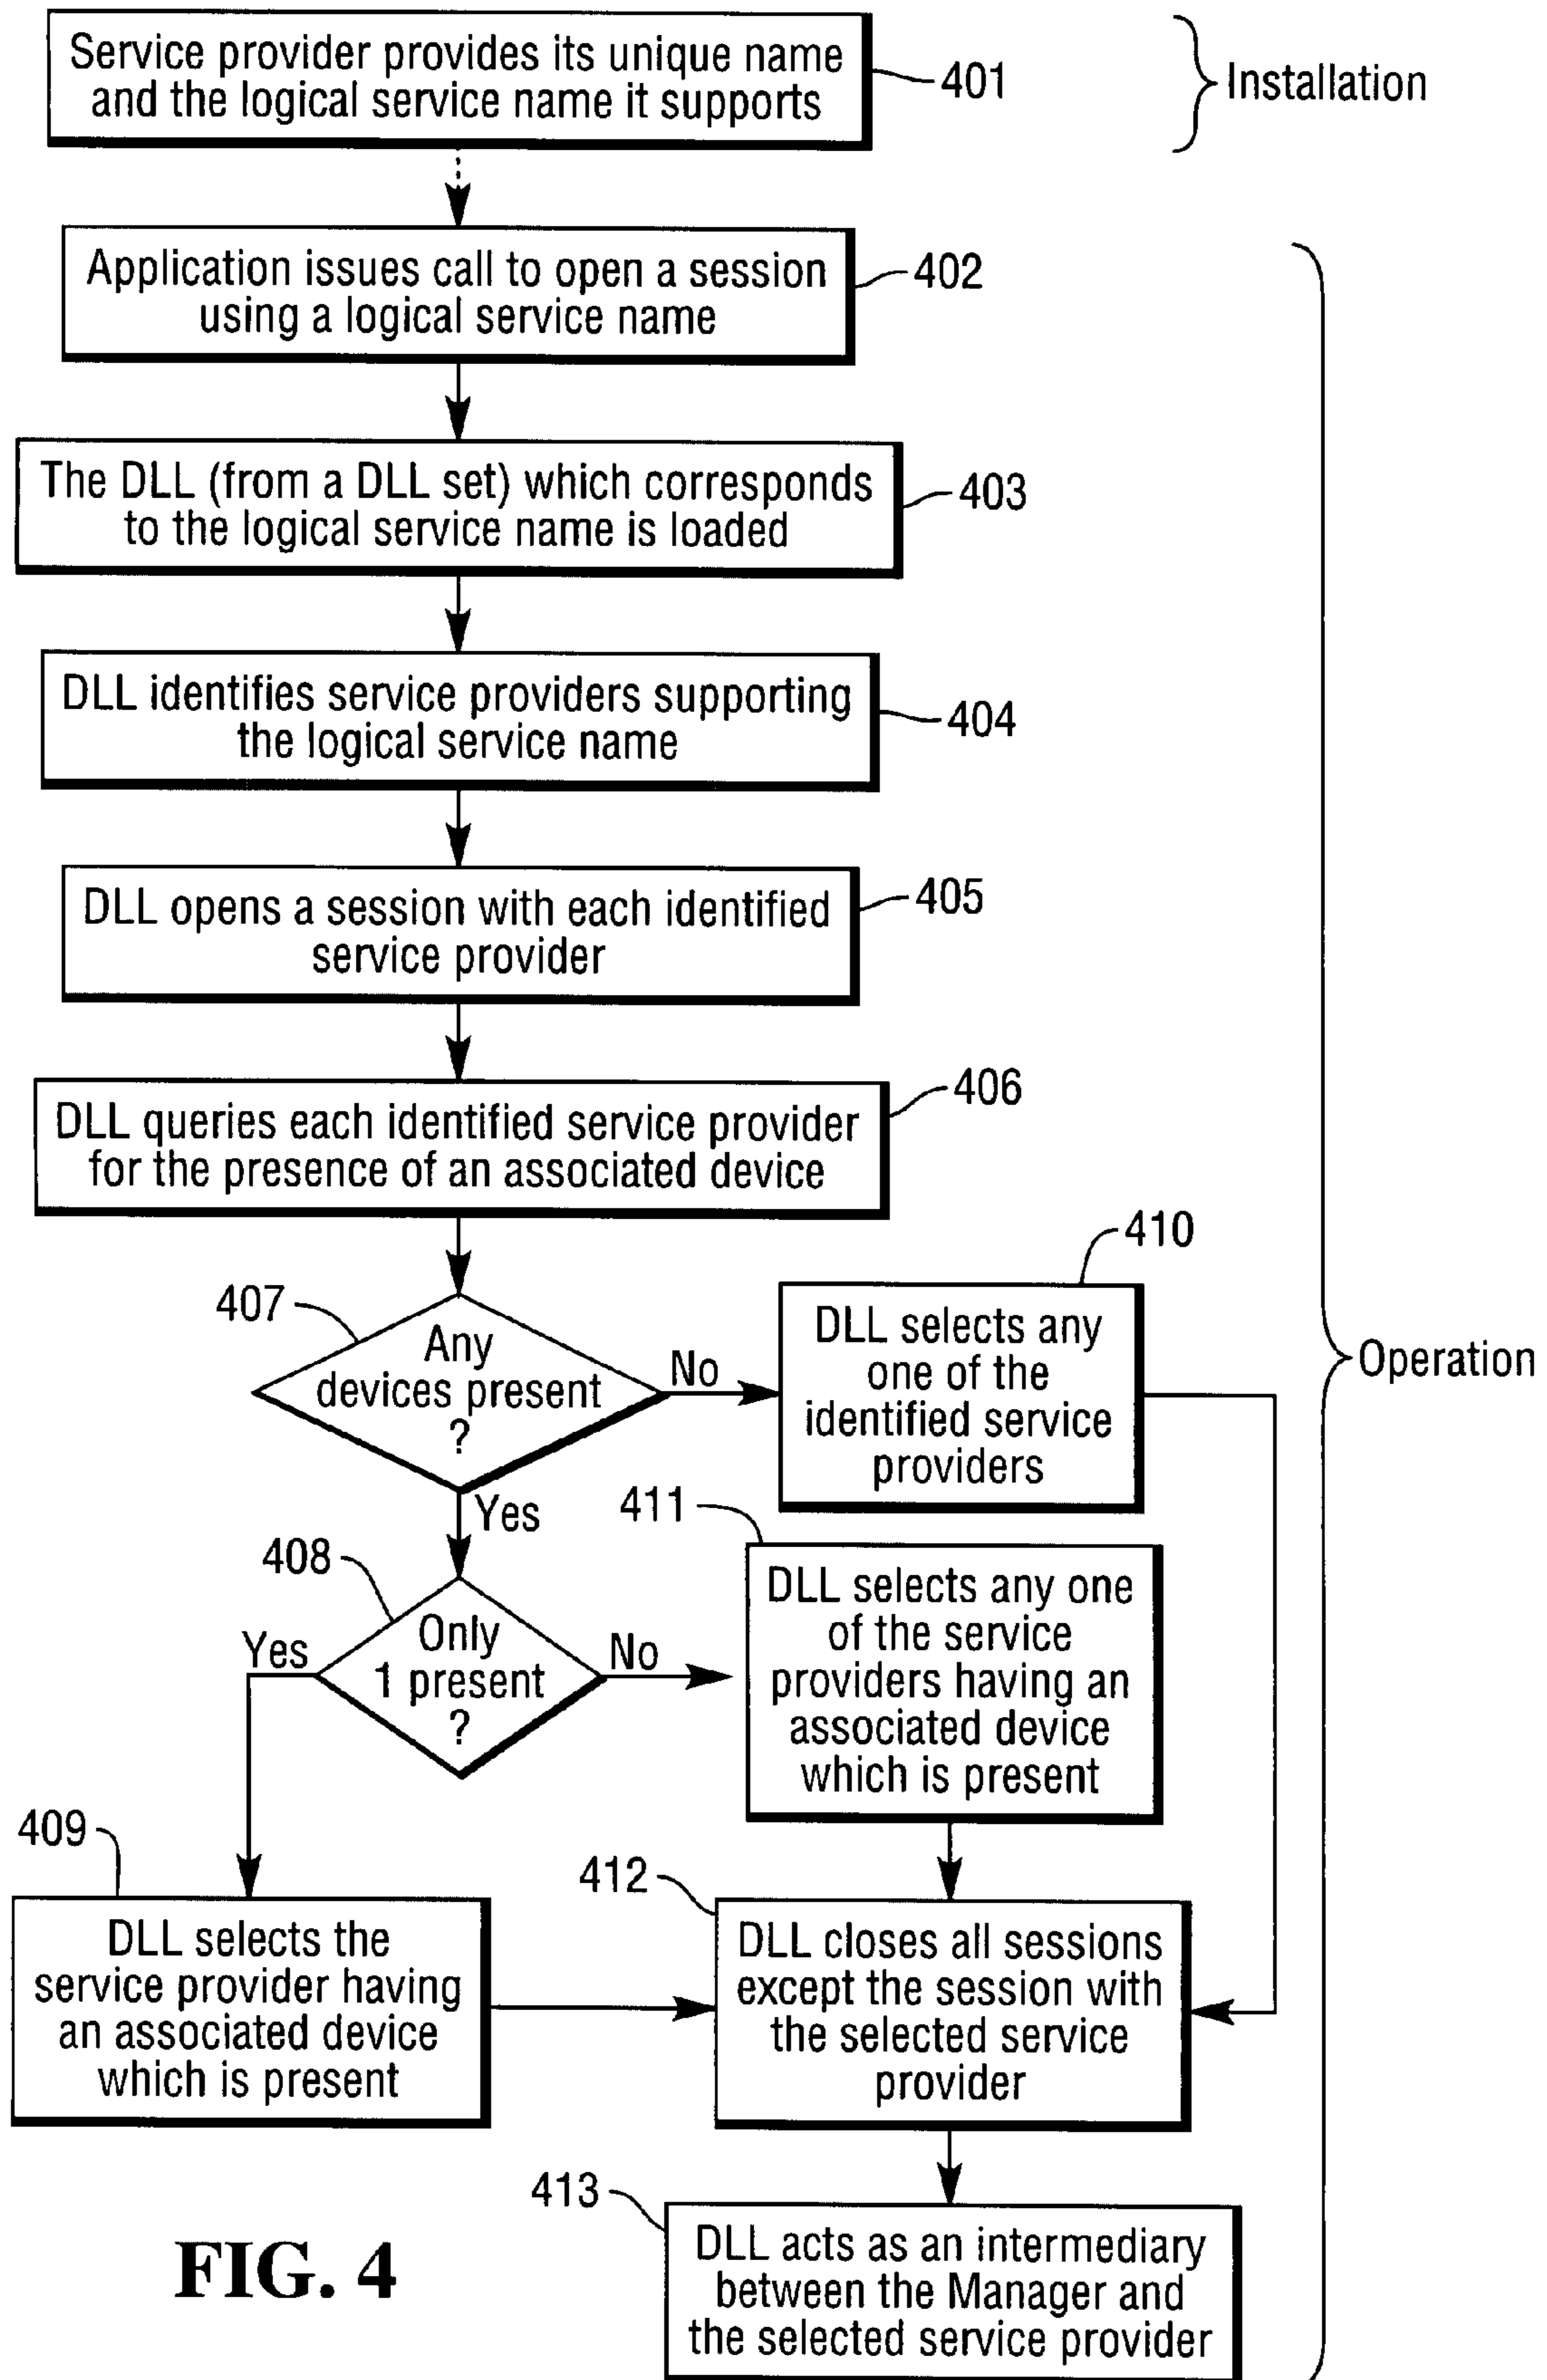 Service provider provides its unique name
and the logical service name it supports
401
Installation
Application issues call to open a session
using a logical service name
402
The DLL (from a DLL set) which corresponds
to the logical service name is loaded
403
DLL identifies service providers supporting
the logical service name
404
DLL opens a session with each identified
service provider
405
DLL queries each identified service provider
for the presence of an associated device
406
407
Any
devices present
?
No
Yes
410
DLL selects any
one of the
identified service
providers
Operation
408
Only
1 present
?
Yes
No
411
DLL selects any one
of the service
providers having an
associated device
which is present
409
DLL selects the
service provider having
an associated device
which is present
412
DLL closes all sessions
except the session with
the selected service
provider
413
DLL acts as an intermediary
between the Manager and
the selected service provider
FIG. 4